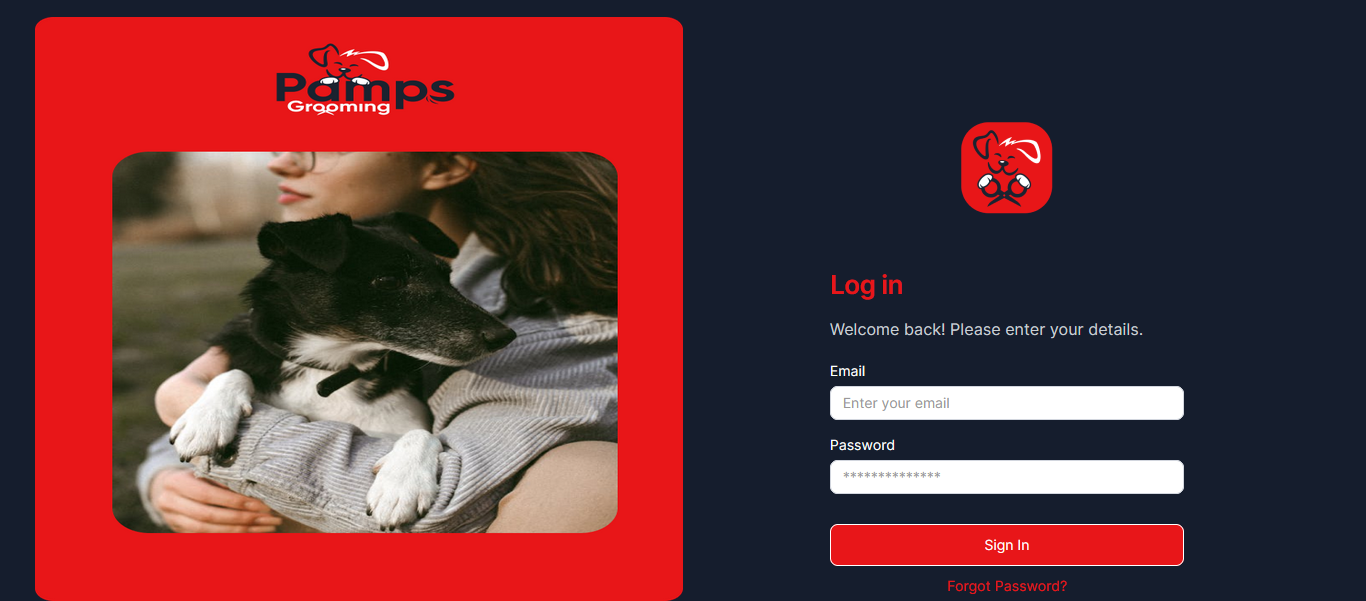 Pamps
Grooming
Log in
Welcome back! Please enter your details.
Email
Enter your email
Password
**************
Sign In
Forgot Password?